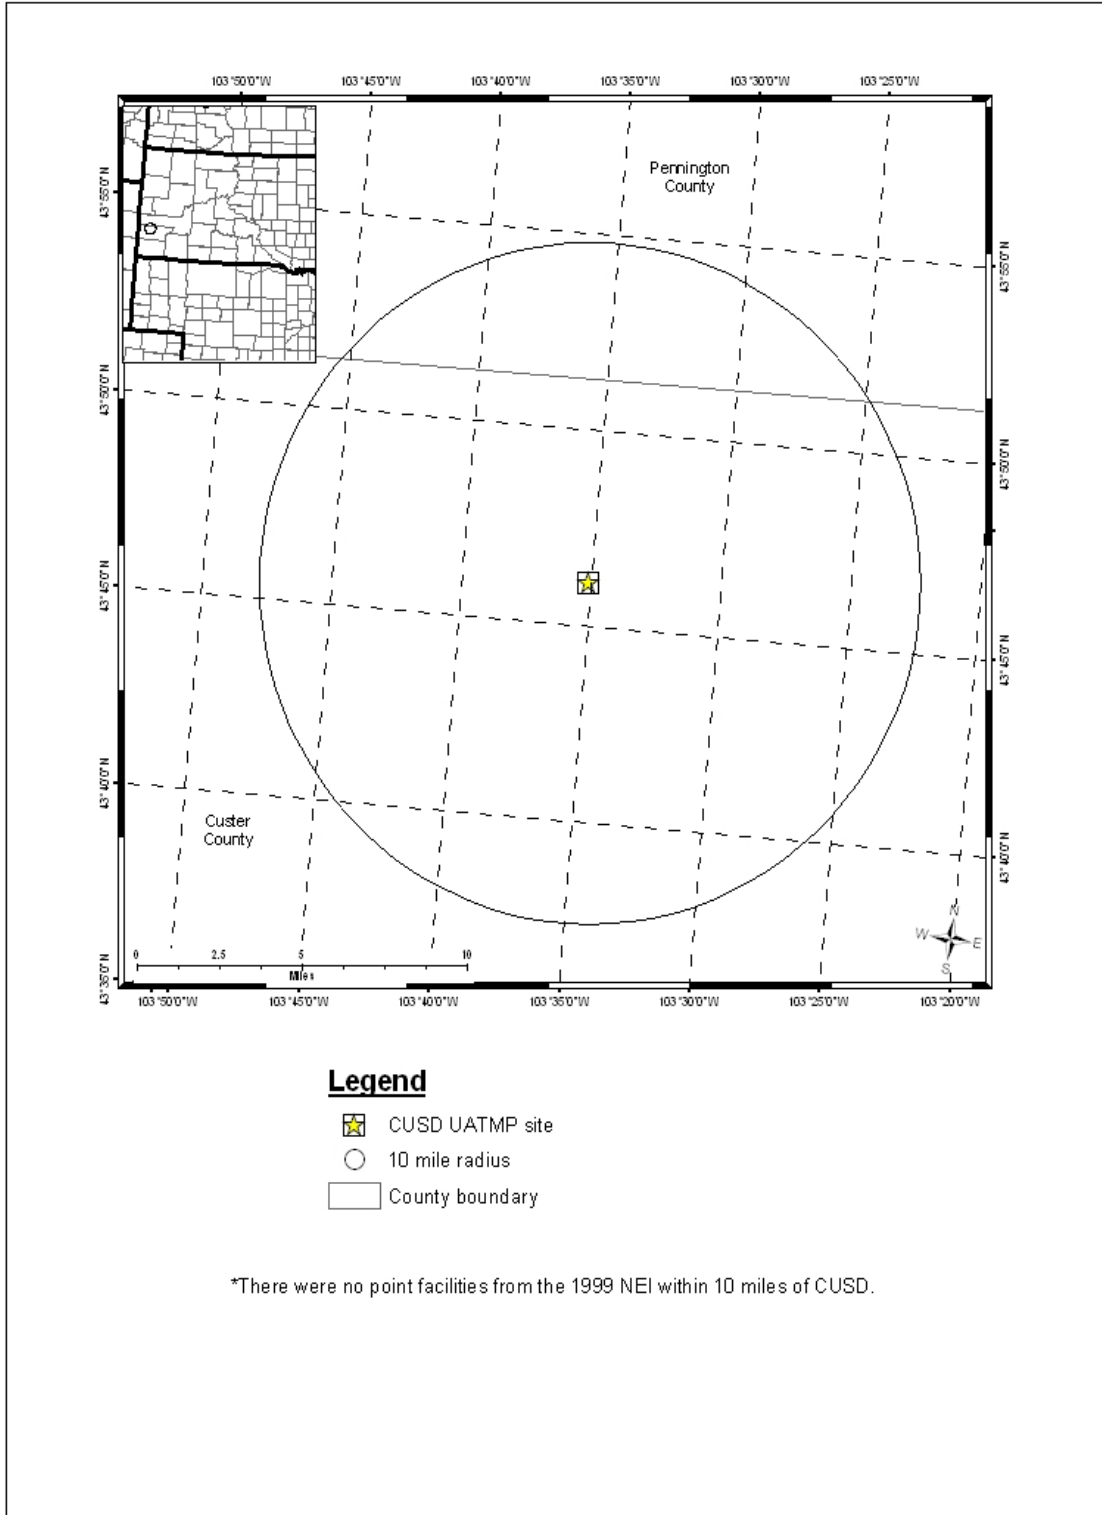 103°50'0"W 103°45'0"W 103°40'0"W 103°35'0"W 103°30'0"W 103°25'0"W
Pennington
County
43°55'0"N
43°55'0"N
43°50'0"N
43°50'0"N
43°45'0"N
43°45'0"N
43°40'0"N
Custer
County
43°40'0"N
N
W E
S
0 2.5 5 10
Miles
43°35'0"N
103°50'0"W 103°45'0"W 103°40'0"W 103°35'0"W 103°30'0"W 103°25'0"W 103°20'0"W
Legend
CUSD UATMP site
10 mile radius
County boundary
*There were no point facilities from the 1999 NEI within 10 miles of CUSD.